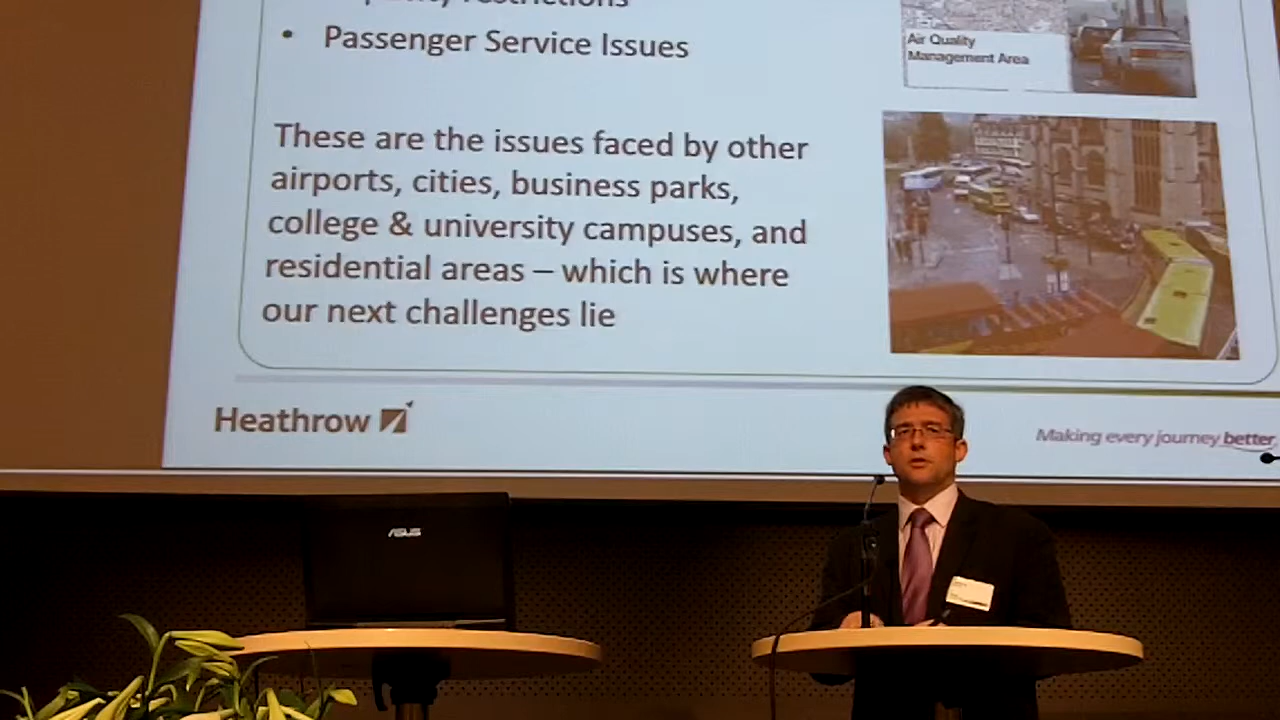 restrictions
• Passenger Service Issues
Air Quality
Management Area
These are the issues faced by other
airports, cities, business parks,
college & university campuses, and
residential areas – which is where
our next challenges lie
Heathrow
Making every journey better
ASUS